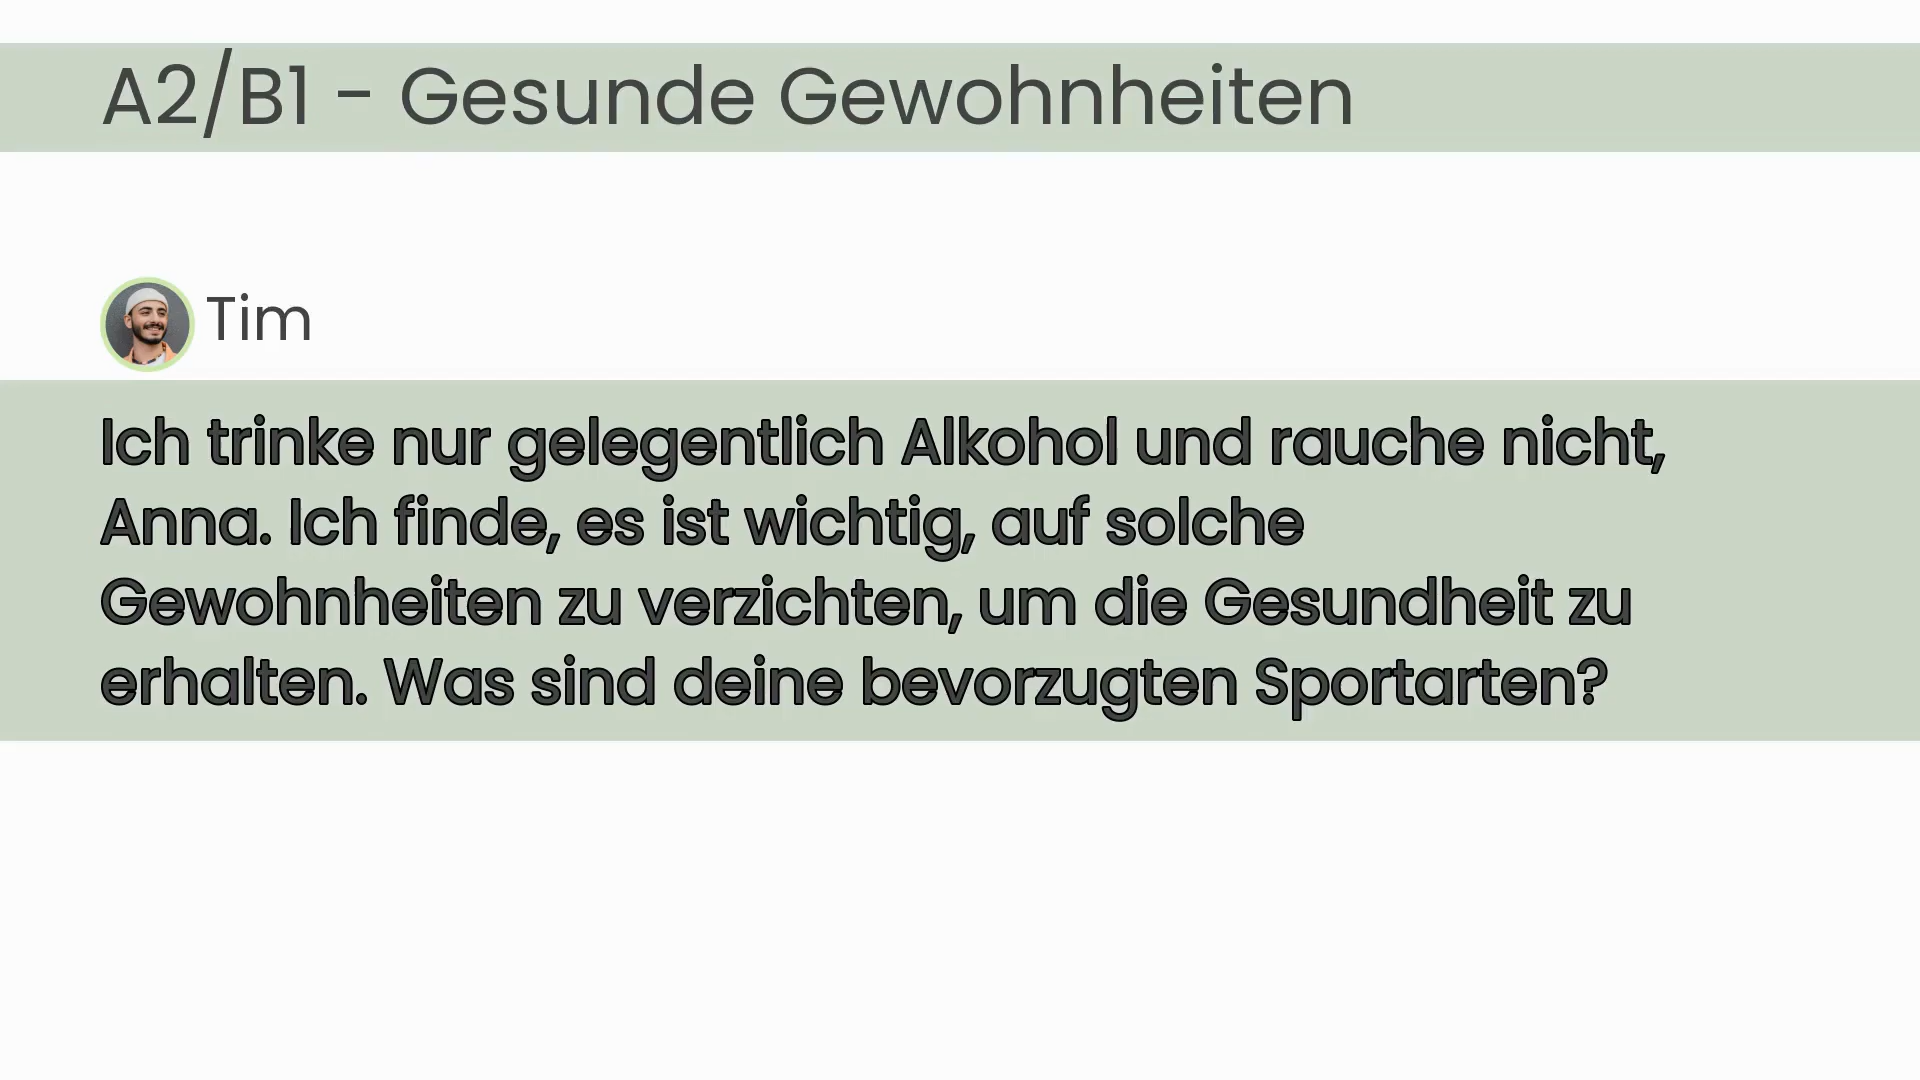 A2/B1 - Gesunde Gewohnheiten
Tim
Ich trinke nur gelegentlich Alkohol und rauche nicht,
Anna. Ich finde, es ist wichtig, auf solche
Gewohnheiten zu verzichten, um die Gesundheit zu
erhalten. Was sind deine bevorzugten Sportarten?